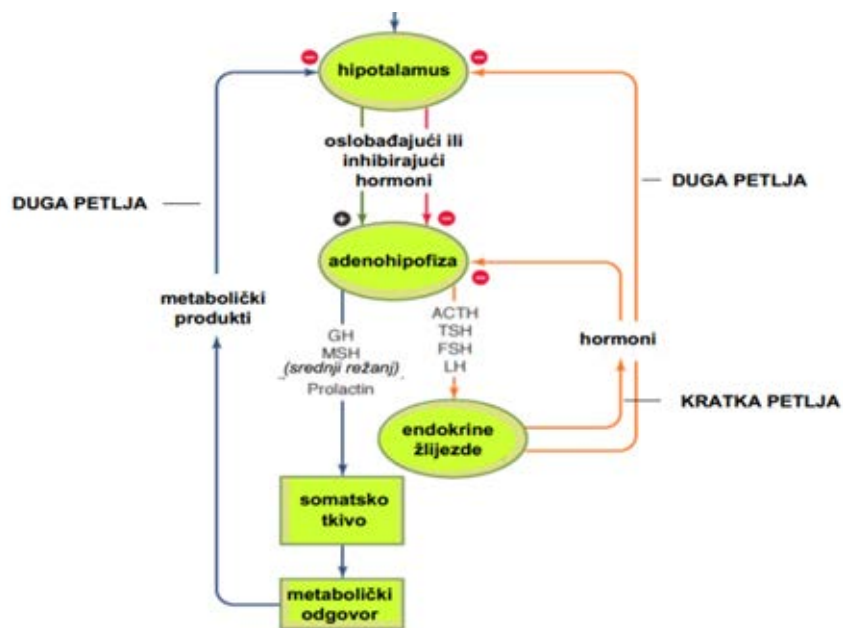 hipotalamus
oslobađajući ili
inhibirajući
hormoni
DUGA PETLJA
DUGA PETLJA
adenohipofiza
metabolički
produkti
GH
MSH
(srednji režanj)
Prolactin
ACTH
TSH
FSH
LH
hormoni
KRATKA PETLJA
endokrine
žlijezde
somatsko
tkivo
metabolički
odgovor